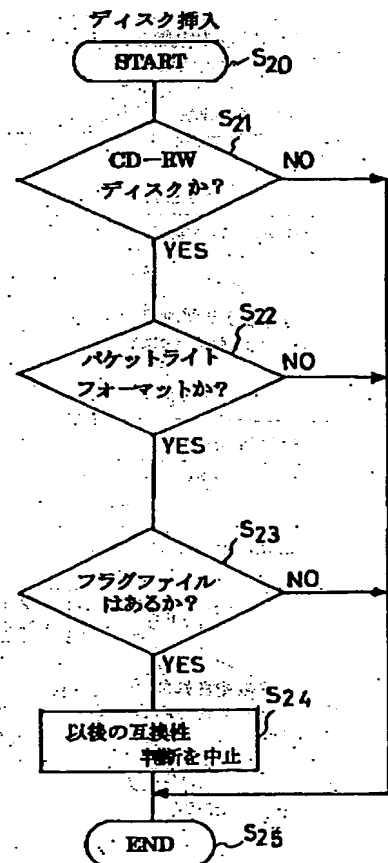 ディスク挿入
START
S20
S21
CD-RW
ディスクか?
NO
YES
S22
パケットライト
フォーマットか?
NO
YES
S23
フラグファイル
はあるか?
NO
YES
S24
以後の互換性
判断を中止
END
S25